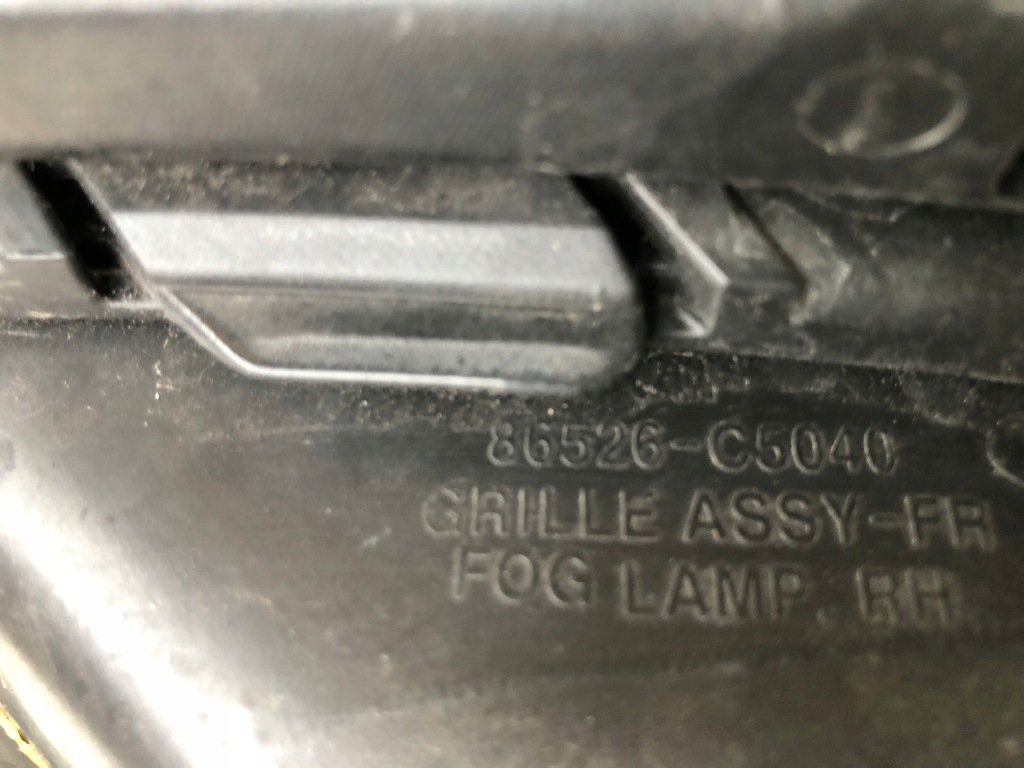 86526-C5040
GRILLE ASSY-FR
FOG LAMP, RH